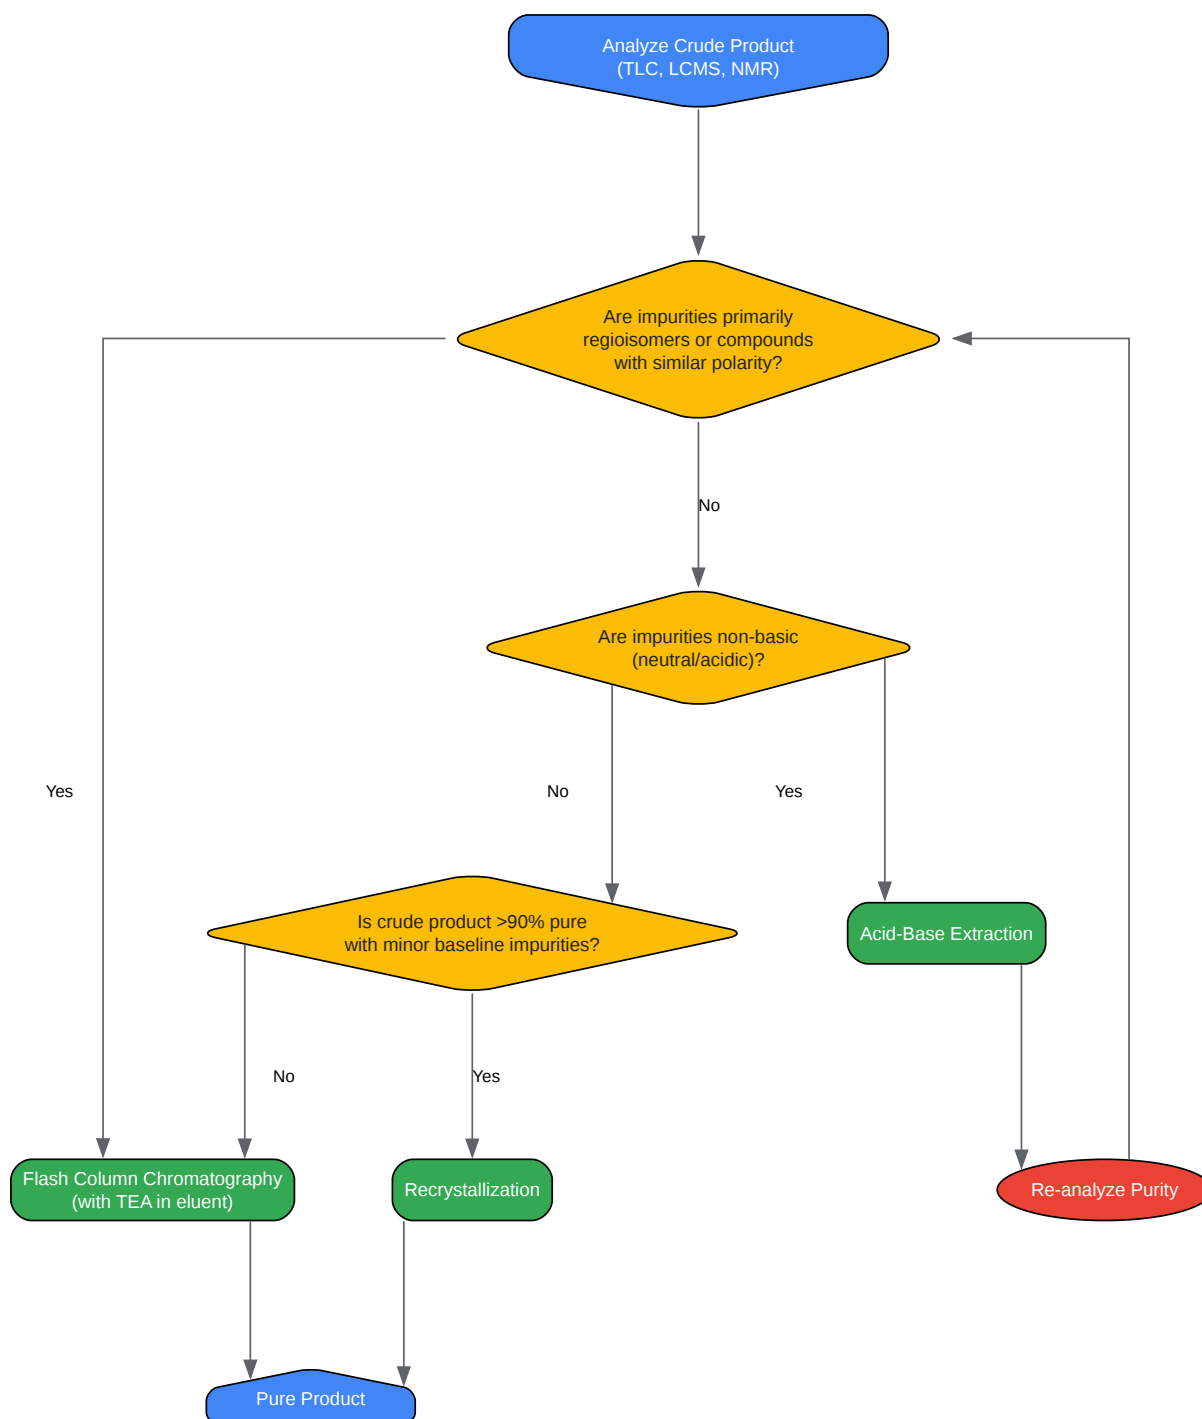 Analyze Crude Product
(TLC, LCMS, NMR)
Are impurities primarily
regioisomers or compounds
with similar polarity?
No
Are impurities non-basic
(neutral/acidic)?
Yes
No
Yes
Is crude product >90% pure
with minor baseline impurities?
Acid-Base Extraction
No
Yes
Flash Column Chromatography
(with TEA in eluent)
Recrystallization
Re-analyze Purity
Pure Product